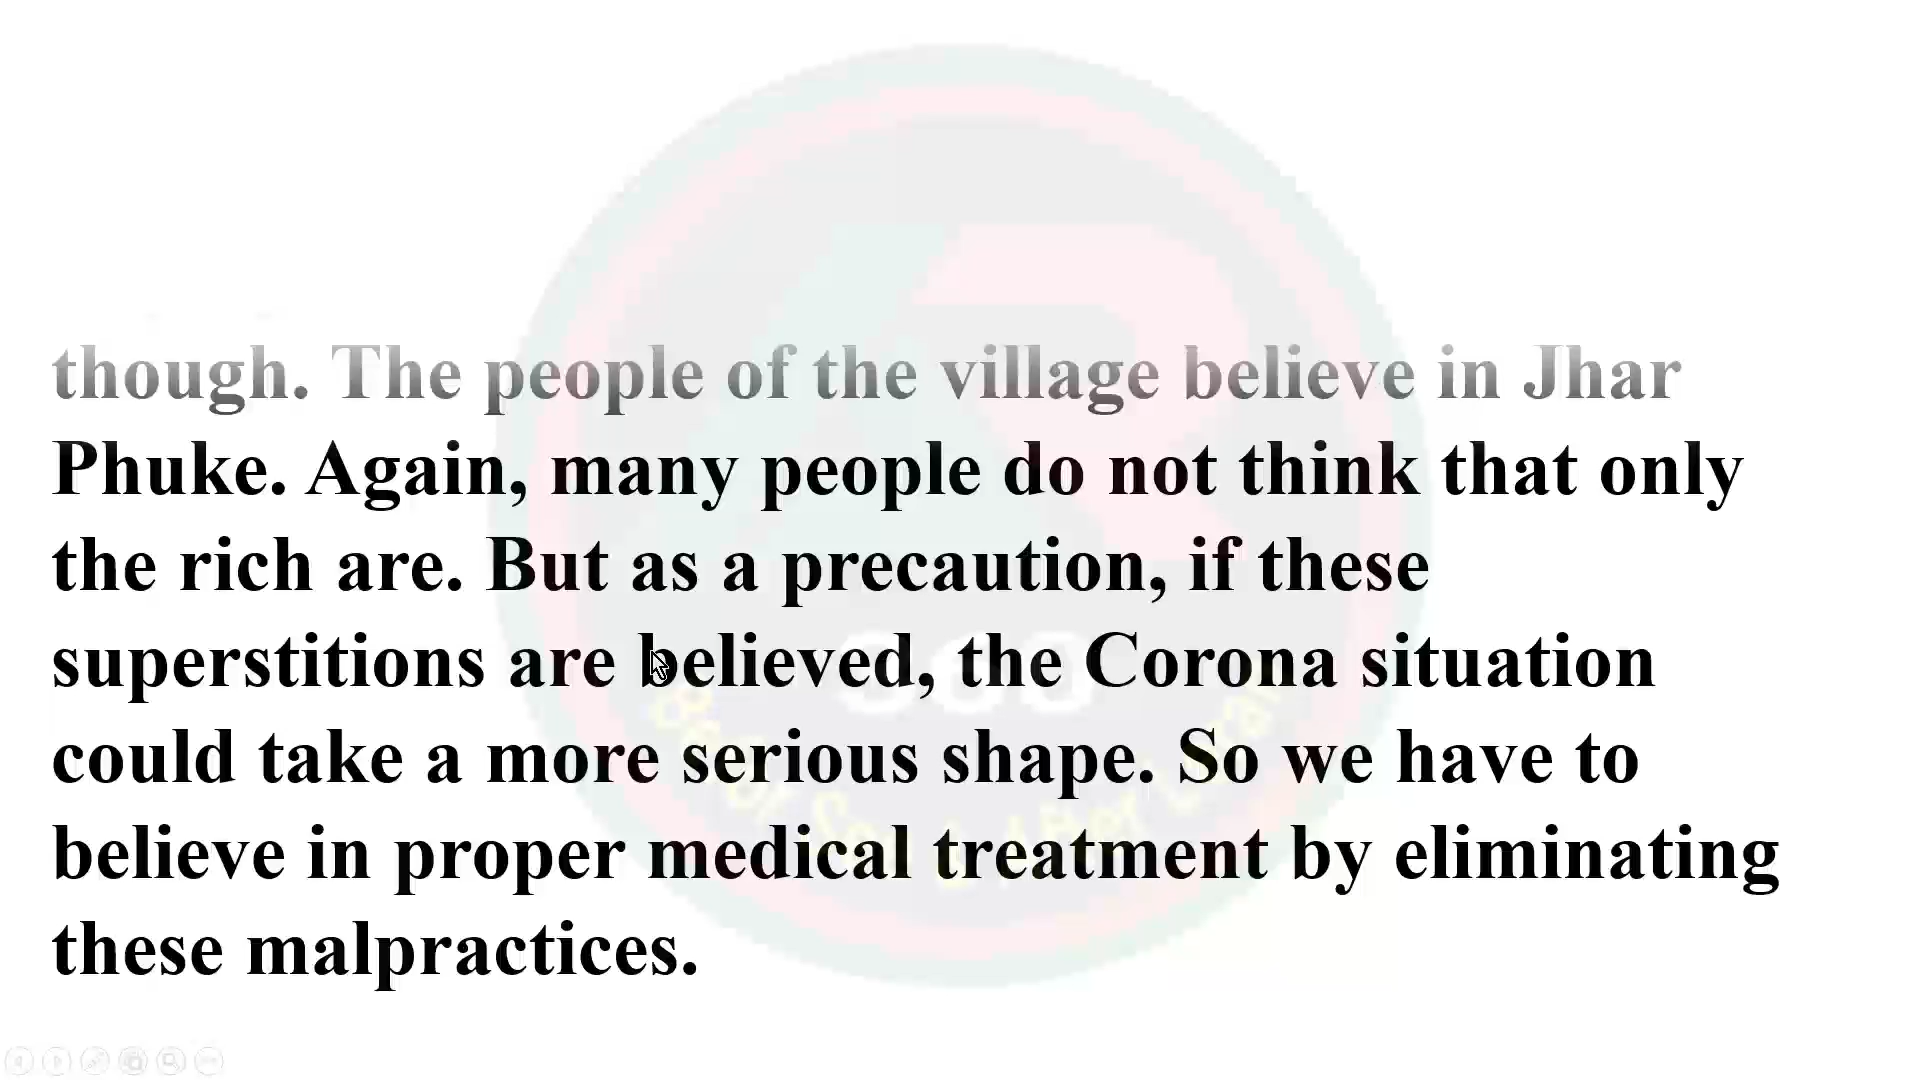 though. The people of the village believe in Jhar
Phuke. Again, many people do not think that only
the rich are. But as a precaution, if these
superstitions are believed, the Corona situation
could take a more serious shape. So we have to
believe in proper medical treatment by eliminating
these malpractices.
360